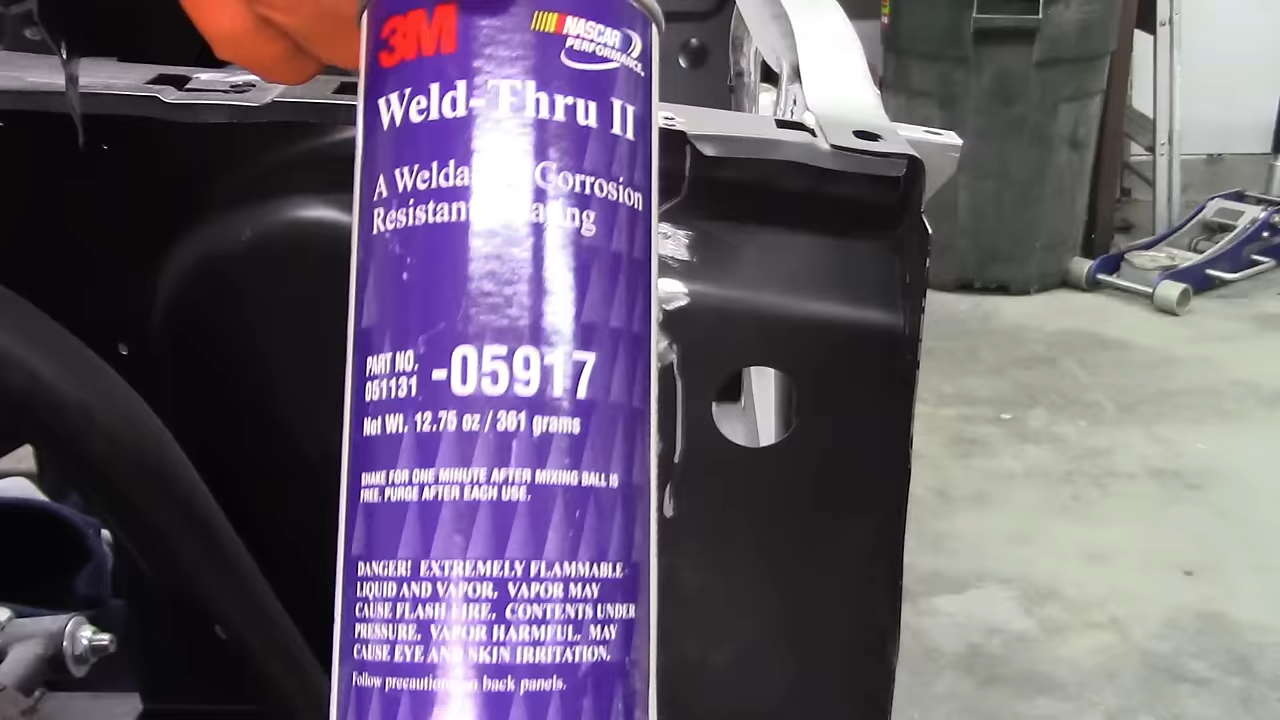 3M
NASCAR
PERFORMANCE
Weld-Thru II
A Corrosion
Resistant
PART NO.
051131 -05917
Net Wt. 12.75 oz / 361 grams
SHAKE FOR ONE MINUTE AFTER MIXING BALL IS
FREE. PURGE AFTER EACH USE.
DANGER! EXTREMELY FLAMMABLE
LIQUID AND VAPOR. VAPOR MAY
CAUSE FLASH FIRE. CONTENTS UNDER
PRESSURE. VAPOR HARMFUL. MAY
CAUSE EYE AND SKIN IRRITATION.
Follow precautions on back panels.